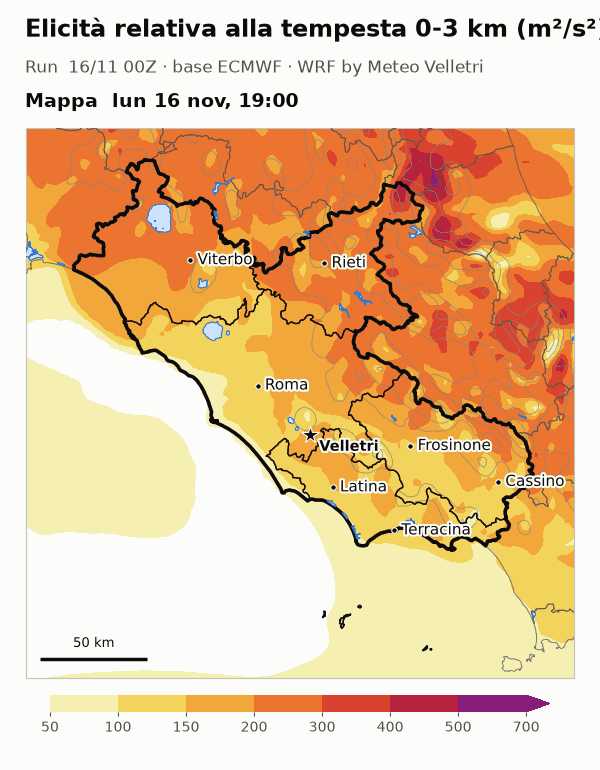 Elicità relativa alla tempesta 0-3 km (m²/s²)
Run 16/11 00Z · base ECMWF · WRF by Meteo Velletri
Mappa lun 16 nov, 19:00
Viterbo
Rieti
Roma
Velletri
Frosinone
Cassino
Latina
Terracina
50 km
50 100 150 200 300 400 500 700